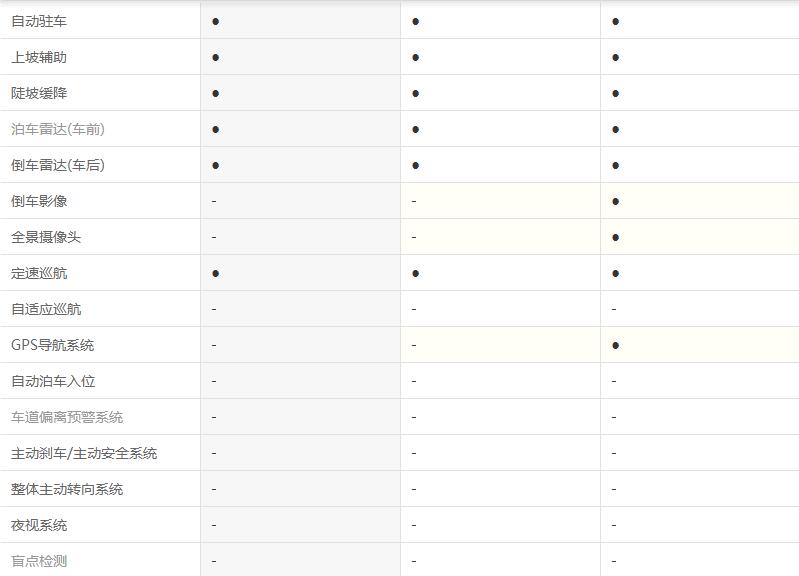 自动驻车 ● ● ●
上坡辅助 ● ● ●
陡坡缓降 ● ● ●
泊车雷达(车前) ● ● ●
倒车雷达(车后) ● ● ●
倒车影像 - - ●
全景摄像头 - - ●
定速巡航 ● ● ●
自适应巡航 - - -
GPS导航系统 - - ●
自动泊车入位 - - -
车道偏离预警系统 - - -
主动刹车/主动安全系统 - - -
整体主动转向系统 - - -
夜视系统 - - -
盲点检测 - - -